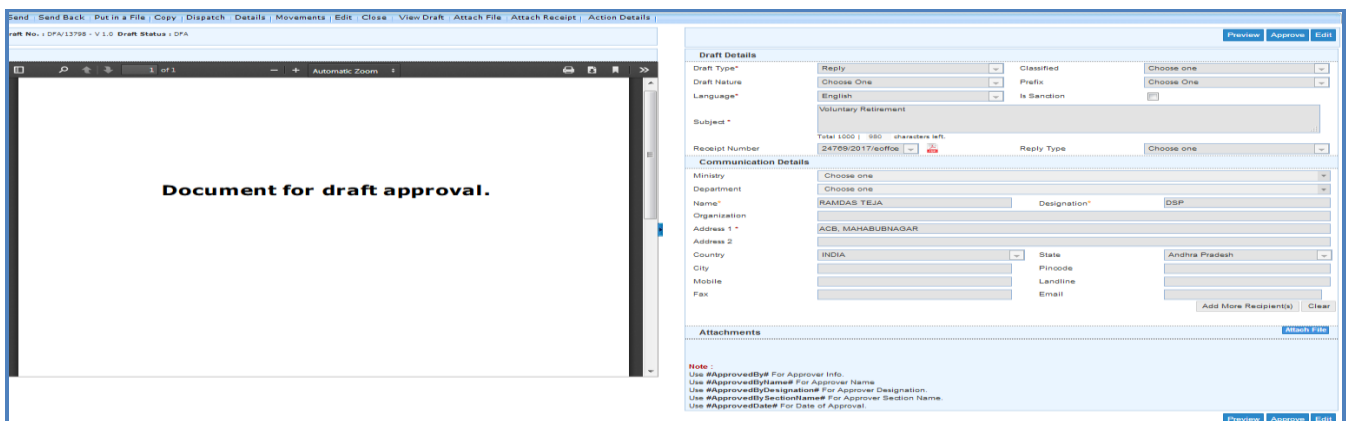 Send | Send Back | Put in a File | Copy | Dispatch | Details | Movements | Edit | Close | View Draft | Attach File | Attach Receipt | Action Details |
raft No. : DFA/13798 - V 1.0 Draft Status : DFA
Preview Approve Edit
1 of 1 Automatic Zoom
Document for draft approval.
Draft Details
Draft Type* Reply Classified Choose one
Draft Nature Choose One Prefix Choose One
Language* English Is Sanction
Subject * Voluntary Retirement
Total 1000 | 980 characters left.
Receipt Number 24769/2017/eoffce Reply Type Choose one
Communication Details
Ministry Choose one
Department Choose one
Name* RAMDAS TEJA Designation* DSP
Organization
Address 1 * ACB, MAHABUBNAGAR
Address 2
Country INDIA State Andhra Pradesh
City Pincode
Mobile Landline
Fax Email
Add More Recipient(s) Clear
Attachments Attach File
Note :
Use #ApprovedBy# For Approver Info.
Use #ApprovedByName# For Approver Name
Use #ApprovedByDesignation# For Approver Designation.
Use #ApprovedBySectionName# For Approver Section Name.
Use #ApprovedDate# For Date of Approval.
Preview Approve Edit